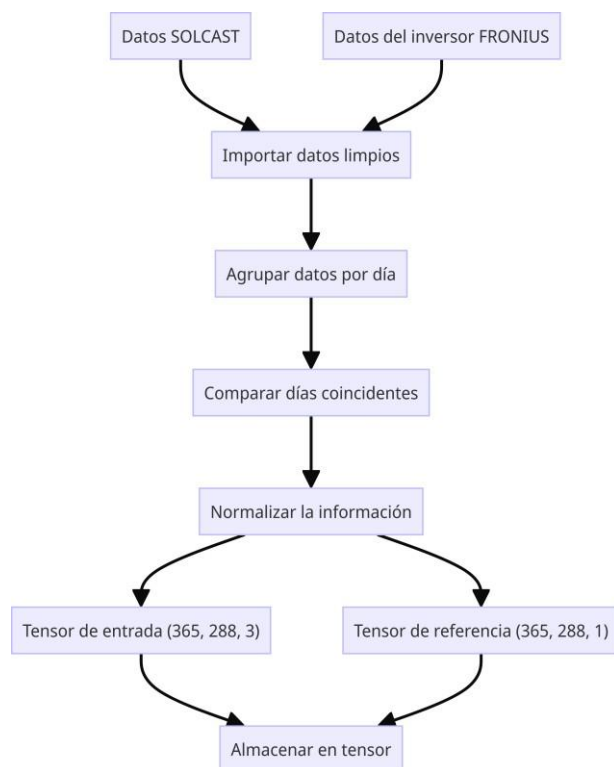 Datos SOLCAST
Datos del inversor FRONIUS
Importar datos limpios
Agrupar datos por día
Comparar días coincidentes
Normalizar la información
Tensor de entrada (365, 288, 3)
Tensor de referencia (365, 288, 1)
Almacenar en tensor